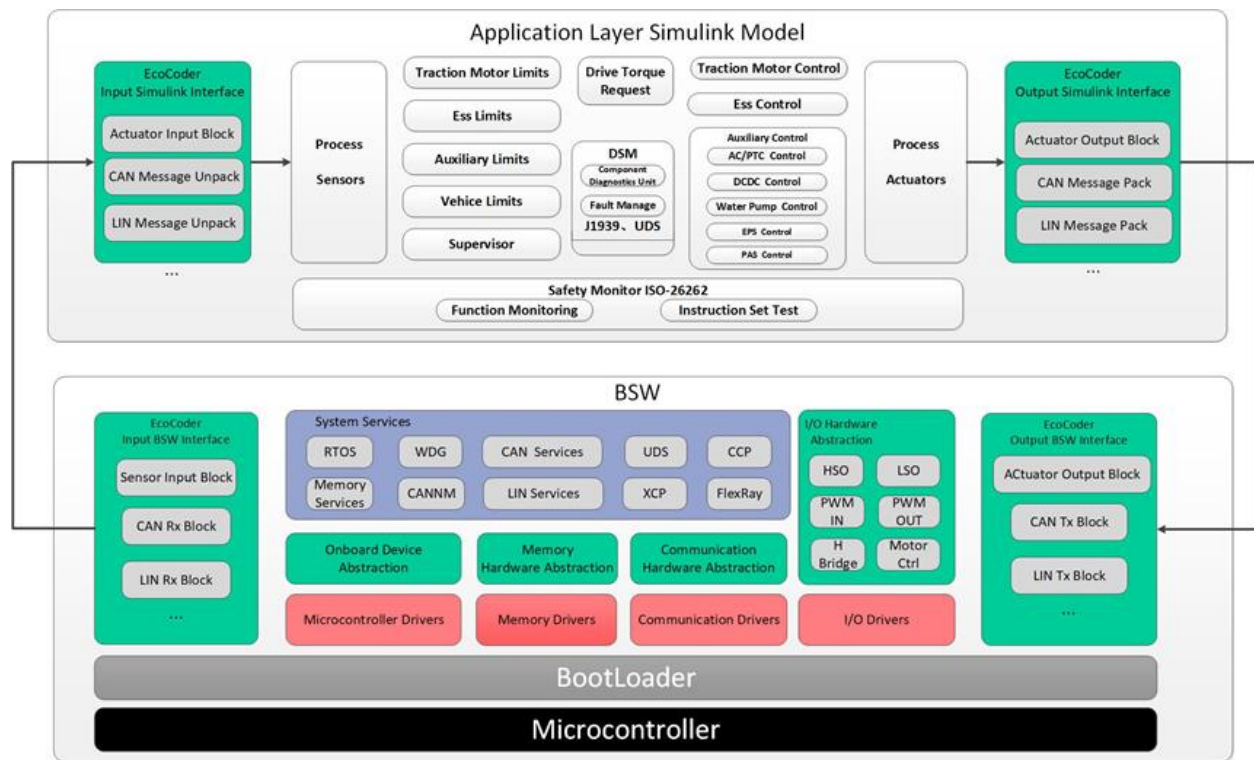 Application Layer Simulink Model
EcoCoder
Input Simulink Interface
Actuator Input Block
CAN Message Unpack
LIN Message Unpack
...
Process
Sensors
Traction Motor Limits
Ess Limits
Auxiliary Limits
Vehice Limits
Supervisor
Drive Torque
Request
DSM
Component
Diagnostics Unit
Fault Manage
J1939、UDS
Traction Motor Control
Ess Control
Auxiliary Control
AC/PTC Control
DCDC Control
Water Pump Control
EPS Control
PAS Control
Process
Actuators
EcoCoder
Output Simulink Interface
Actuator Output Block
CAN Message Pack
LIN Message Pack
...
Safety Monitor ISO-26262
Function Monitoring
Instruction Set Test
BSW
EcoCoder
Input BSW Interface
Sensor Input Block
CAN Rx Block
LIN Rx Block
...
System Services
RTOS
WDG
CAN Services
UDS
CCP
Memory
Services
CANNM
LIN Services
XCP
FlexRay
I/O Hardware
Abstraction
HSO
LSO
PWM
IN
PWM
OUT
H
Bridge
Motor
Ctrl
EcoCoder
Output BSW Interface
ACtuator Output Block
CAN Tx Block
LIN Tx Block
...
Onboard Device
Abstraction
Memory
Hardware Abstraction
Communication
Hardware Abstraction
Microcontroller Drivers
Memory Drivers
Communication Drivers
I/O Drivers
BootLoader
Microcontroller